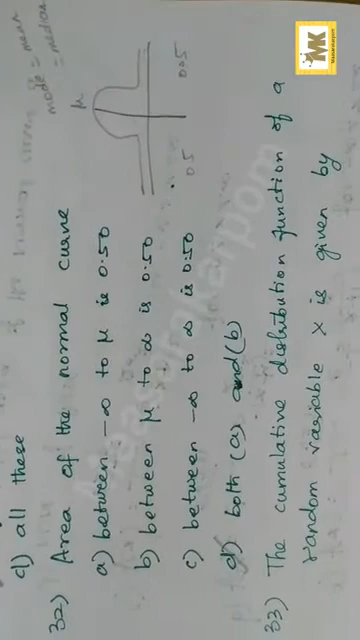 d) all these
mode = mean
= median
32) Area of the normal curve
μ
a) between -∞ to μ is 0.50
b) between μ to ∞ is 0.50
0.5 0.5
c) between -∞ to ∞ is 0.50
d) both (a) and (b)
33) The cumulative distribution function of a
random variable x is given by
MK